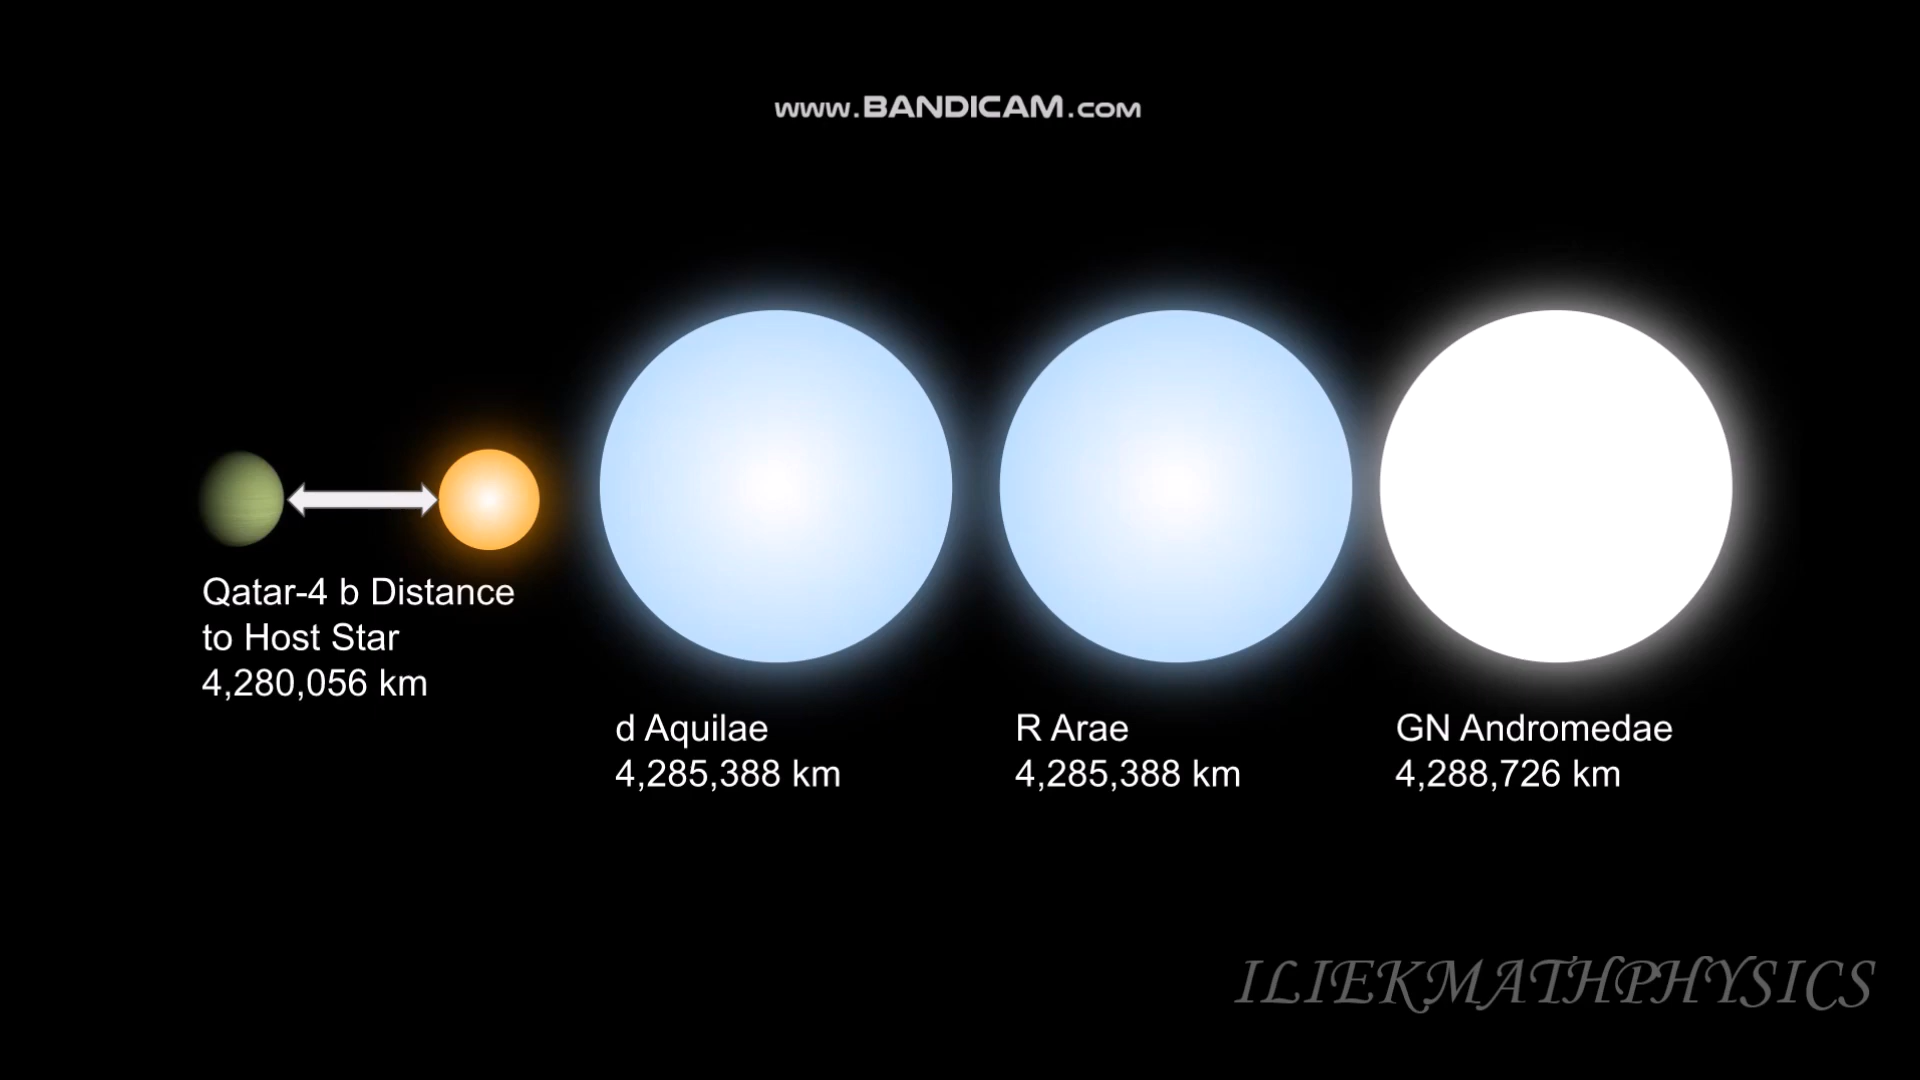 www.BANDICAM.com
Qatar-4 b Distance
to Host Star
4,280,056 km
d Aquilae
4,285,388 km
R Arae
4,285,388 km
GN Andromedae
4,288,726 km
ILIEKMATHPHYSICS